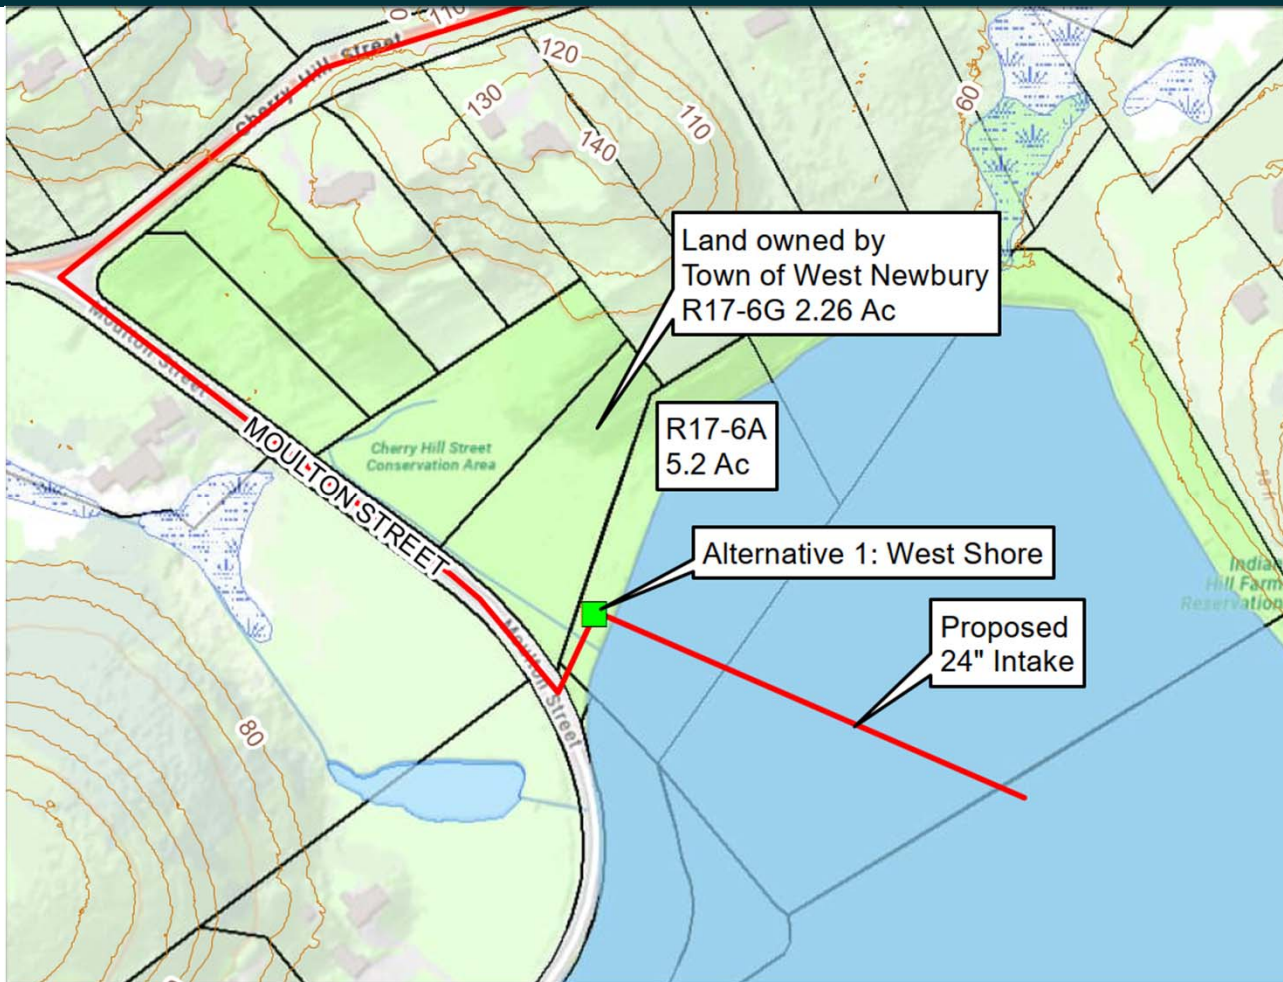 110
Cherry Hill Street
120
130
140
110
60
Land owned by
Town of West Newbury
R17-6G 2.26 Ac
Moulton Street
R17-6A
5.2 Ac
MOULTON STREET
Cherry Hill Street
Conservation Area
Alternative 1: West Shore
Indian
Hill Farm
Reservation
Proposed
24" Intake
Moulton Street
80